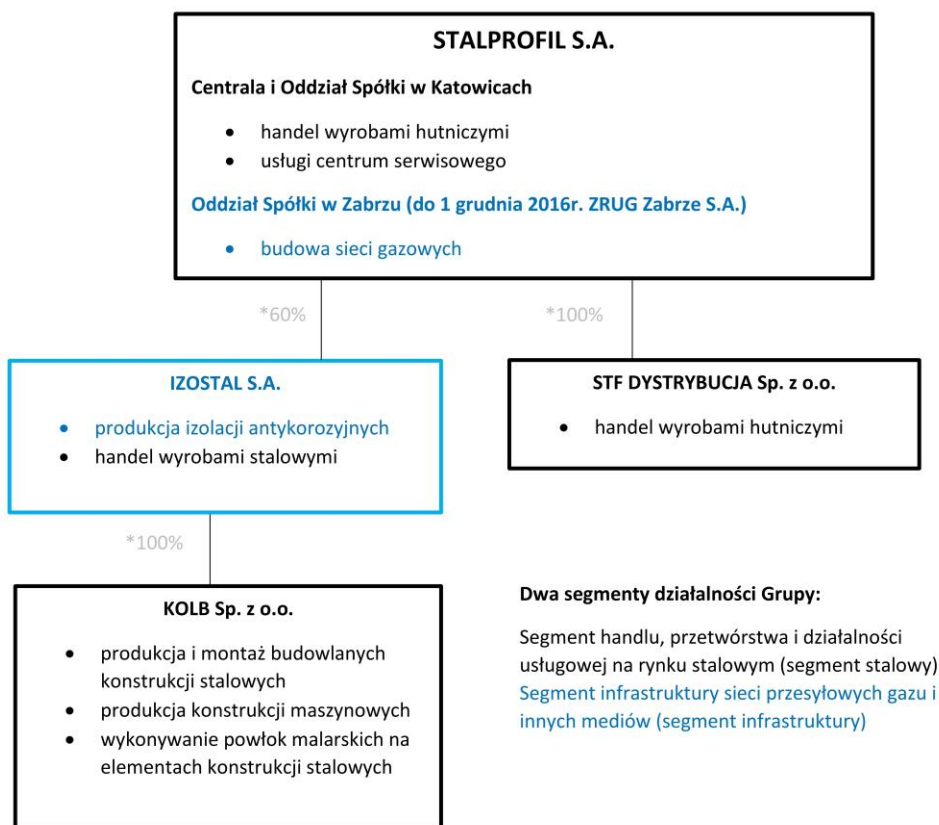 STALPROFIL S.A.
Centrala i Oddział Spółki w Katowicach
• handel wyrobami hutniczymi
• usługi centrum serwisowego
Oddział Spółki w Zabrzu (do 1 grudnia 2016r. ZRUG Zabrze S.A.)
• budowa sieci gazowych
*60%
*100%
IZOSTAL S.A.
• produkcja izolacji antykorozyjnych
• handel wyrobami stalowymi
STF DYSTRYBUCJA Sp. z o.o.
• handel wyrobami hutniczymi
*100%
KOLB Sp. z o.o.
• produkcja i montaż budowlanych
konstrukcji stalowych
• produkcja konstrukcji maszynowych
• wykonywanie powłok malarskich na
elementach konstrukcji stalowych
Dwa segmenty działalności Grupy:
Segment handlu, przetwórstwa i działalności
usługowej na rynku stalowym (segment stalowy)
Segment infrastruktury sieci przesyłowych gazu i
innych mediów (segment infrastruktury)